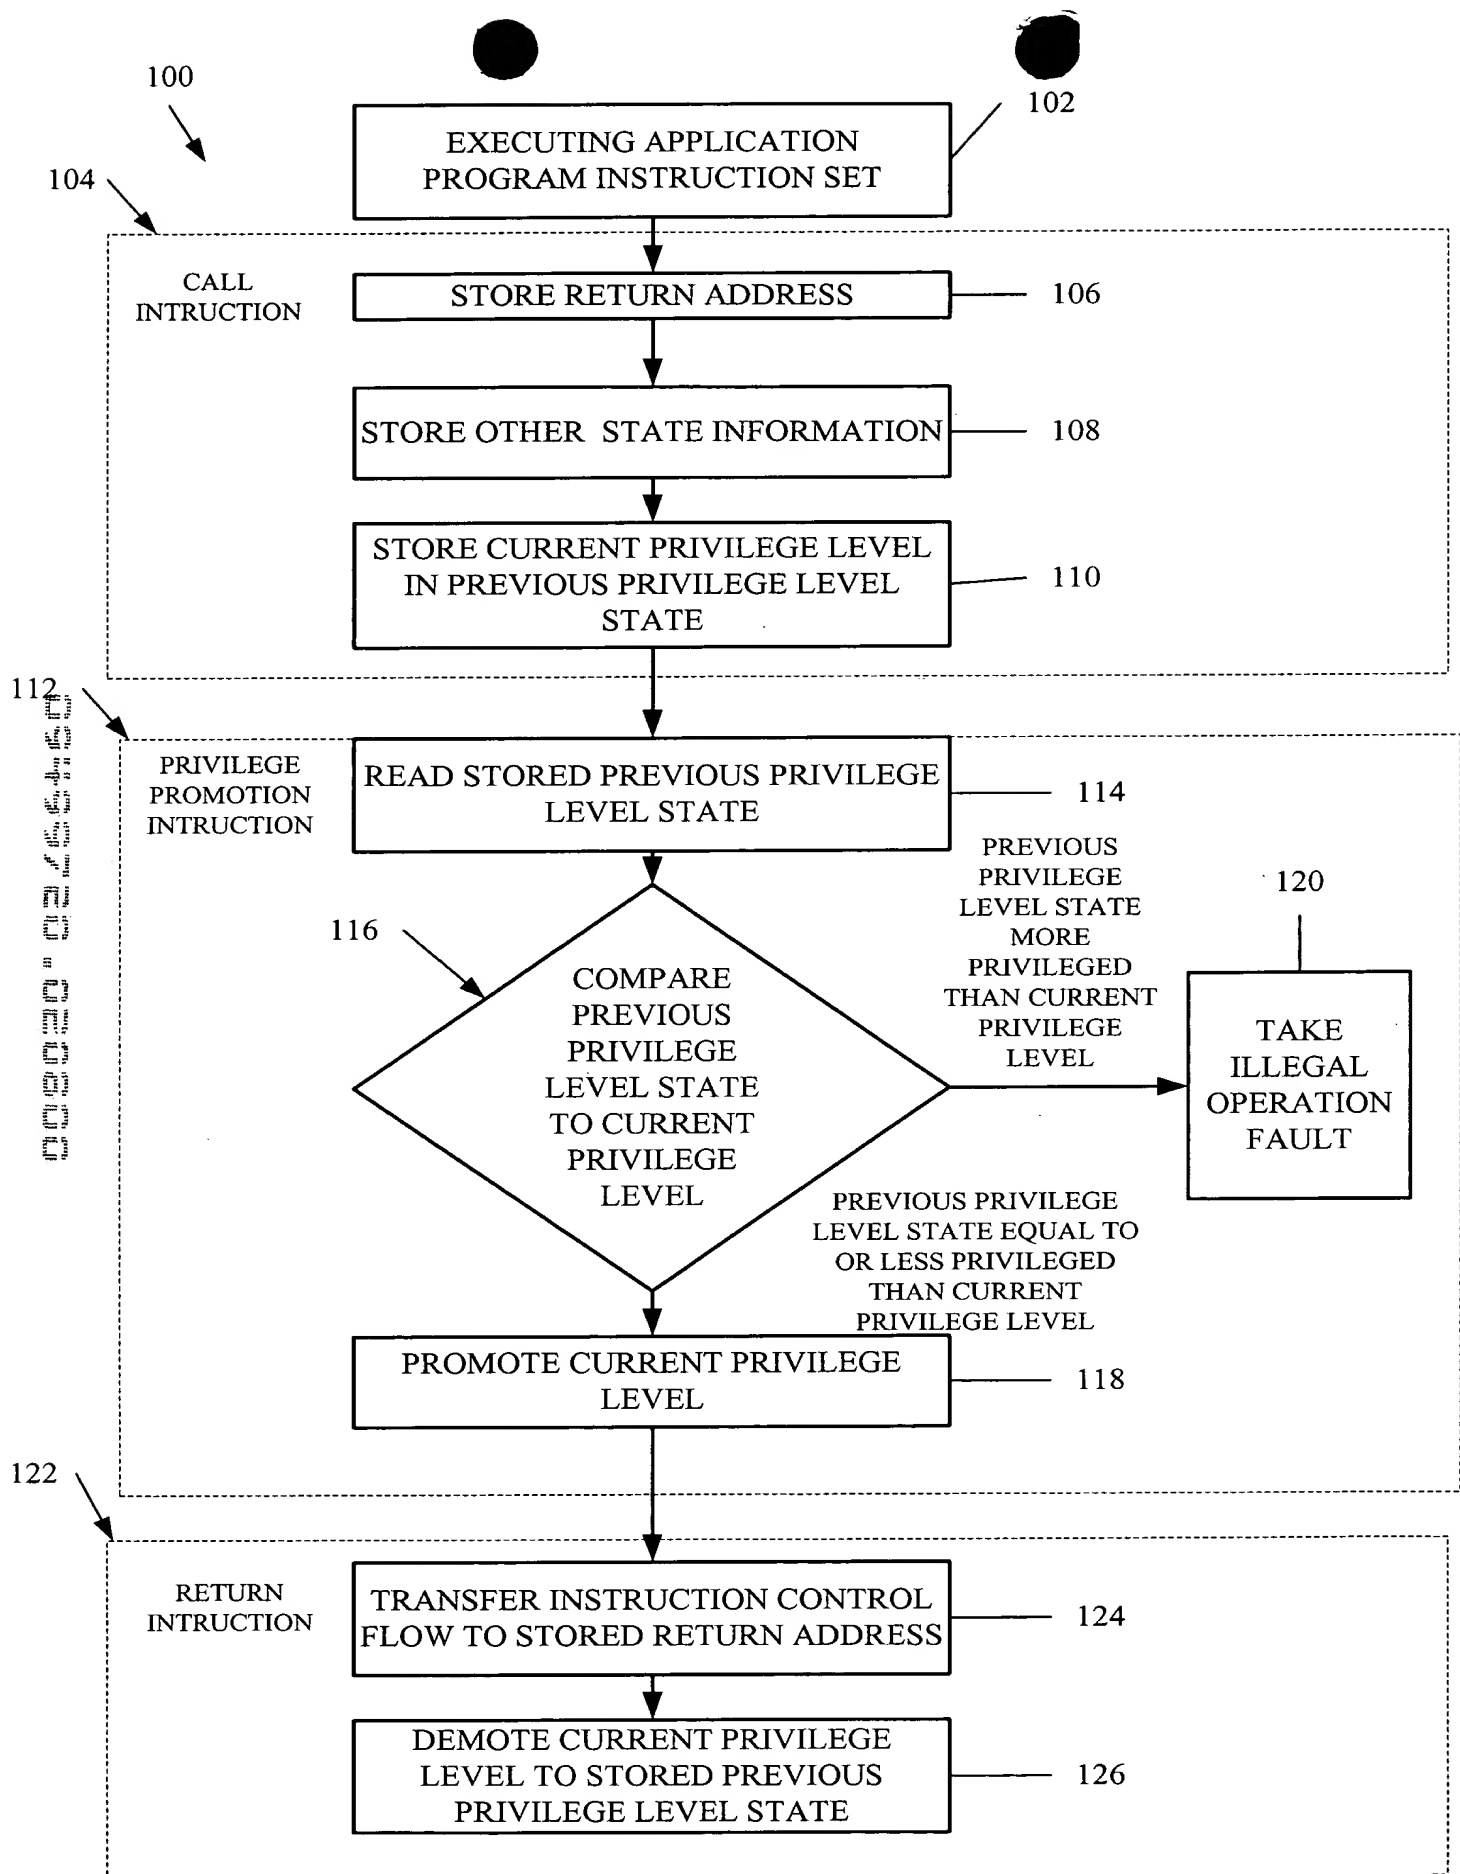 100
102
EXECUTING APPLICATION
PROGRAM INSTRUCTION SET
104
CALL
INTRUCTION
STORE RETURN ADDRESS
106
STORE OTHER STATE INFORMATION
108
STORE CURRENT PRIVILEGE LEVEL
IN PREVIOUS PRIVILEGE LEVEL
STATE
110
112
PRIVILEGE
PROMOTION
INTRUCTION
READ STORED PREVIOUS PRIVILEGE
LEVEL STATE
114
116
COMPARE
PREVIOUS
PRIVILEGE
LEVEL STATE
TO CURRENT
PRIVILEGE
LEVEL
PREVIOUS
PRIVILEGE
LEVEL STATE
MORE
PRIVILEGED
THAN CURRENT
PRIVILEGE
LEVEL
120
TAKE
ILLEGAL
OPERATION
FAULT
PREVIOUS PRIVILEGE
LEVEL STATE EQUAL TO
OR LESS PRIVILEGED
THAN CURRENT
PRIVILEGE LEVEL
PROMOTE CURRENT PRIVILEGE
LEVEL
118
122
RETURN
INTRUCTION
TRANSFER INSTRUCTION CONTROL
FLOW TO STORED RETURN ADDRESS
124
DEMOTE CURRENT PRIVILEGE
LEVEL TO STORED PREVIOUS
PRIVILEGE LEVEL STATE
126